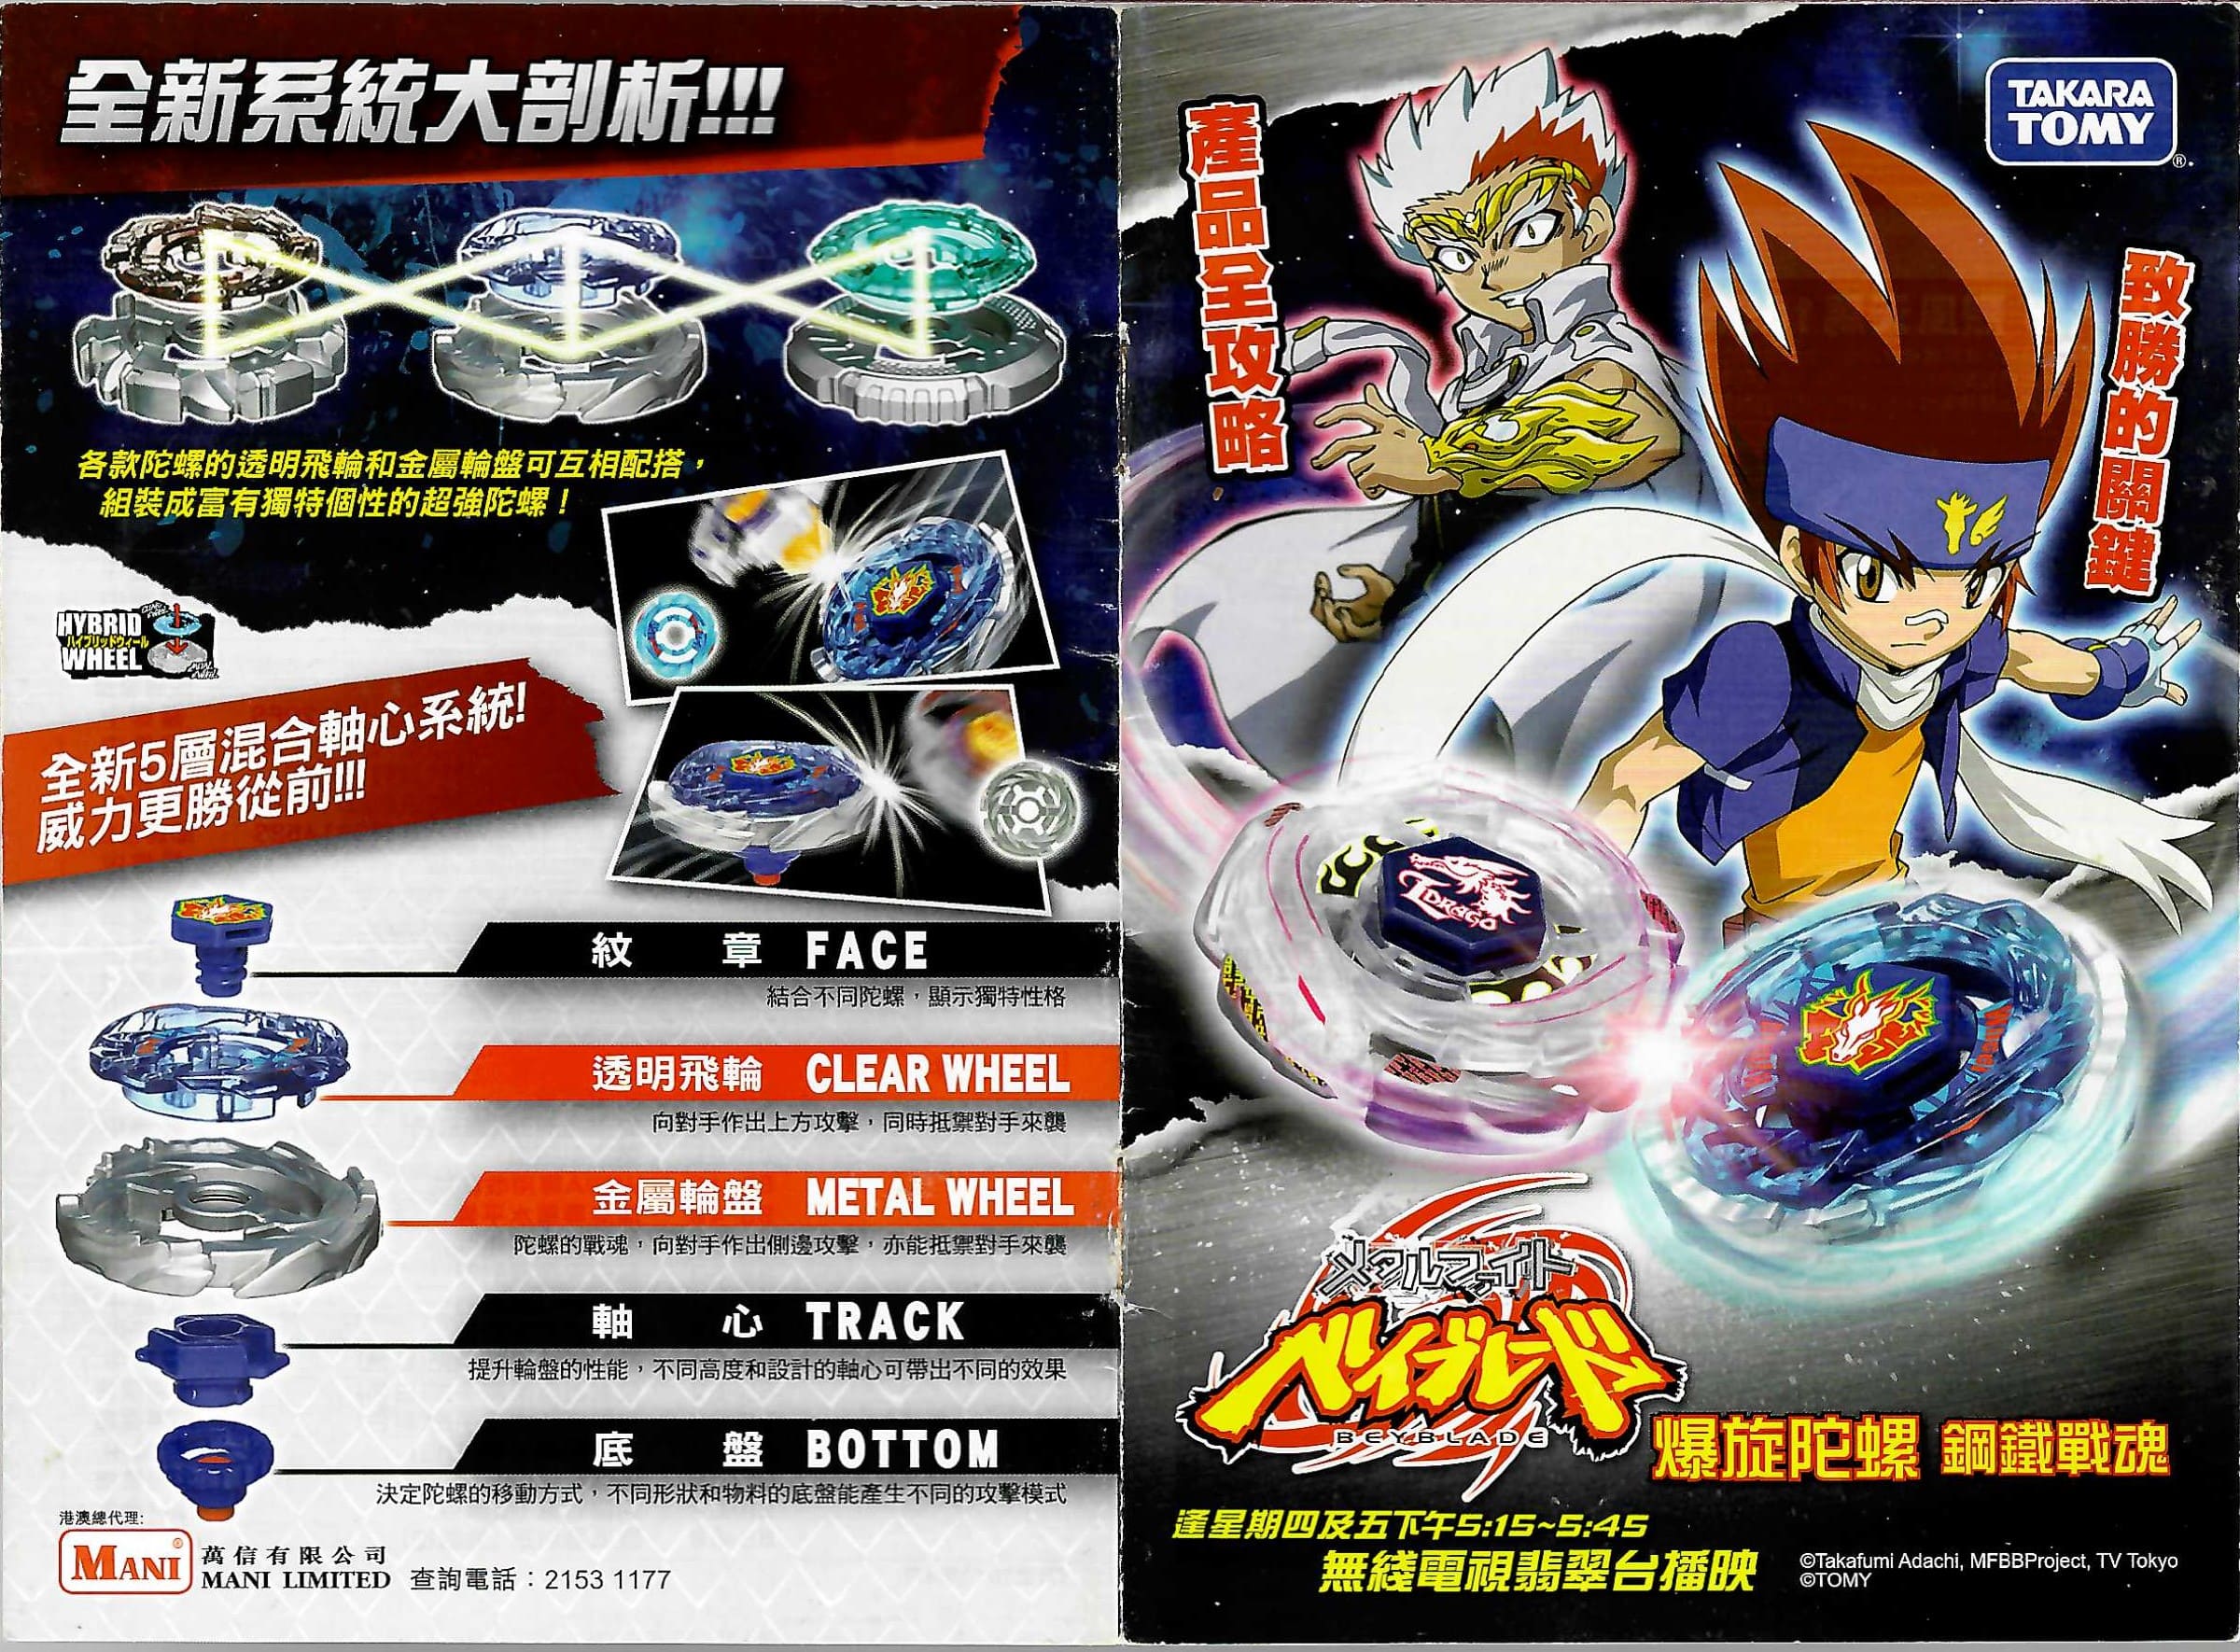 全新系統大剖析!!!
各款陀螺的透明飛輪和金屬輪盤可互相配搭，
組裝成富有獨特個性的超強陀螺！
HYBRID
ハイブリッドウィール
WHEEL
全新5層混合軸心系統!
威力更勝從前!!!
紋章 FACE
結合不同陀螺，顯示獨特性格
透明飛輪 CLEAR WHEEL
向對手作出上方攻擊，同時抵禦對手來襲
金屬輪盤 METAL WHEEL
陀螺的戰魂，向對手作出側邊攻擊，亦能抵禦對手來襲
軸心 TRACK
提升輪盤的性能，不同高度和設計的軸心可帶出不同的效果
底盤 BOTTOM
決定陀螺的移動方式，不同形狀和物料的底盤能產生不同的攻擊模式
港澳總代理:
MANI®
萬信有限公司
MANI LIMITED
查詢電話：2153 1177
TAKARA
TOMY®
產品全攻略
致勝的關鍵
LDRAGO
メタルファイト
ベイブレード
BEYBLADE
爆旋陀螺 鋼鐵戰魂
逢星期四及五下午5:15~5:45
無綫電視翡翠台播映
©Takafumi Adachi, MFBBProject, TV Tokyo
©TOMY